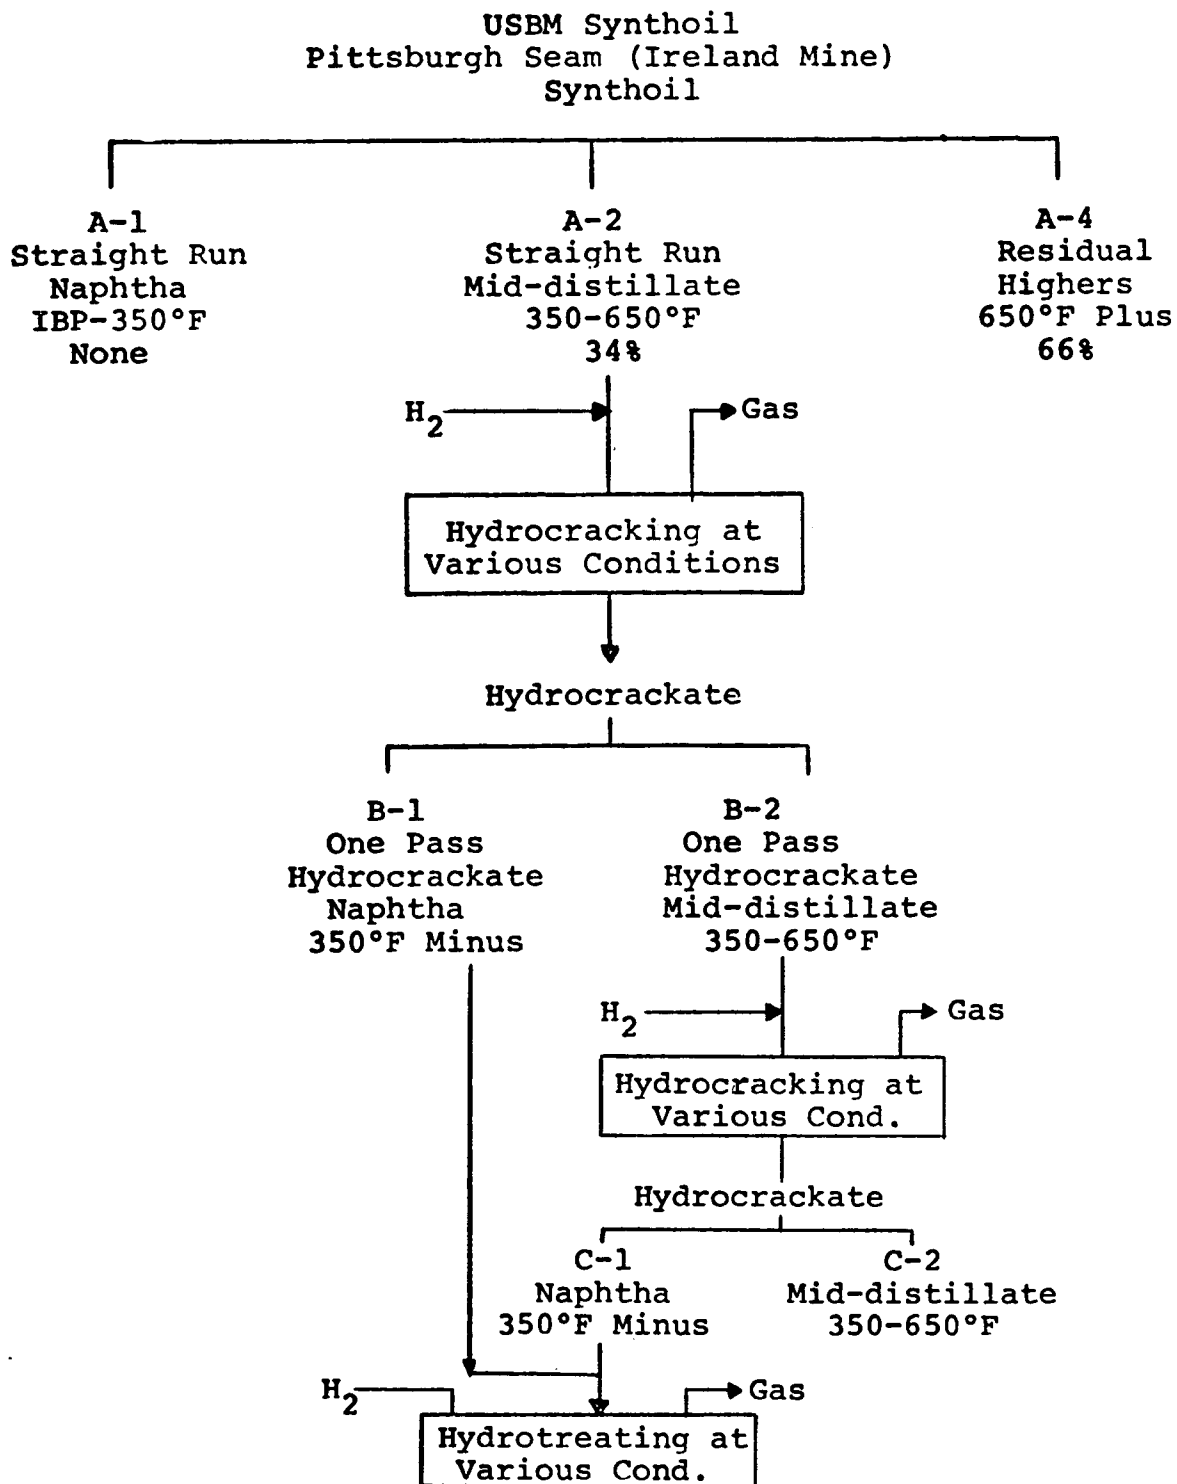 USBM Synthoil
Pittsburgh Seam (Ireland Mine)
Synthoil
A-1
Straight Run
Naphtha
IBP-350°F
None
A-2
Straight Run
Mid-distillate
350-650°F
34%
A-4
Residual
Highers
650°F Plus
66%
H2
Gas
Hydrocracking at
Various Conditions
Hydrocrackate
B-1
One Pass
Hydrocrackate
Naphtha
350°F Minus
B-2
One Pass
Hydrocrackate
Mid-distillate
350-650°F
H2
Gas
Hydrocracking at
Various Cond.
Hydrocrackate
C-1
Naphtha
350°F Minus
C-2
Mid-distillate
350-650°F
H2
Gas
Hydrotreating at
Various Cond.